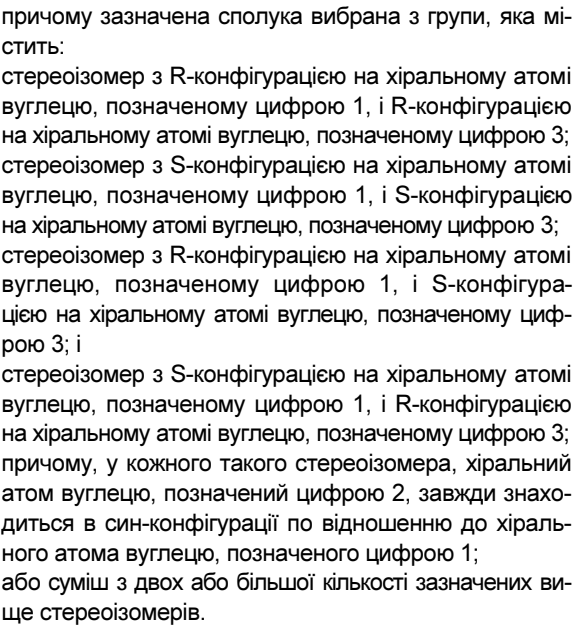 причому зазначена сполука вибрана з групи, яка мі-
стить:
стереоізомер з R-конфігурацією на хіральному атомі
вуглецю, позначеному цифрою 1, і R-конфігурацією
на хіральному атомі вуглецю, позначеному цифрою 3;
стереоізомер з S-конфігурацією на хіральному атомі
вуглецю, позначеному цифрою 1, і S-конфігурацією
на хіральному атомі вуглецю, позначеному цифрою 3;
стереоізомер з R-конфігурацією на хіральному атомі
вуглецю, позначеному цифрою 1, і S-конфігура-
цією на хіральному атомі вуглецю, позначеному циф-
рою 3; і
стереоізомер з S-конфігурацією на хіральному атомі
вуглецю, позначеному цифрою 1, і R-конфігурацією
на хіральному атомі вуглецю, позначеному цифрою 3;
причому, у кожного такого стереоізомера, хіральний
атом вуглецю, позначений цифрою 2, завжди знахо-
диться в син-конфігурації по відношенню до хіраль-
ного атома вуглецю, позначеного цифрою 1;
або суміш з двох або більшої кількості зазначених ви-
ще стереоізомерів.